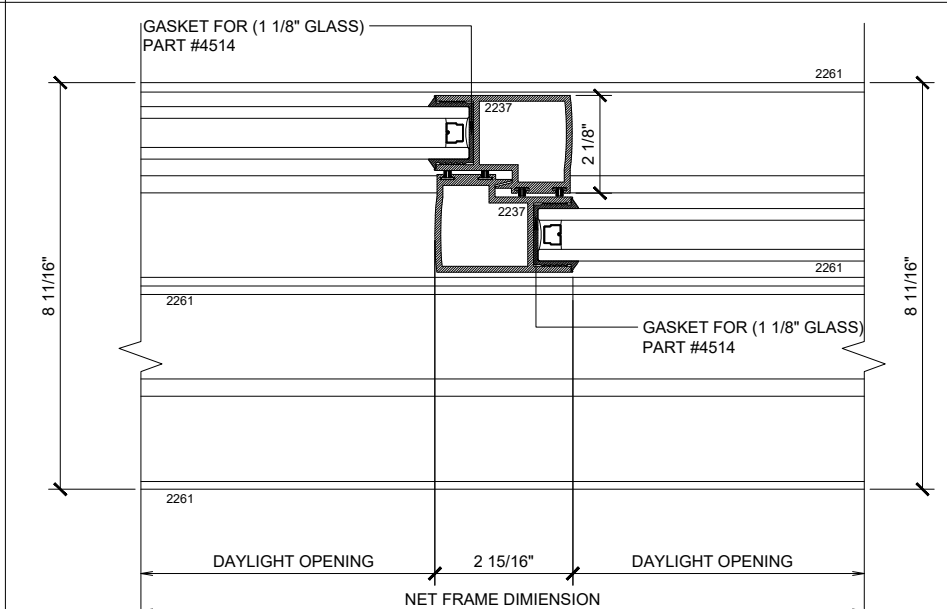 GASKET FOR (1 1/8" GLASS)
PART #4514
2261
2237
2 1/8"
2237
2261
8 11/16"
8 11/16"
2261
GASKET FOR (1 1/8" GLASS)
PART #4514
2261
DAYLIGHT OPENING
2 15/16"
DAYLIGHT OPENING
NET FRAME DIMIENSION